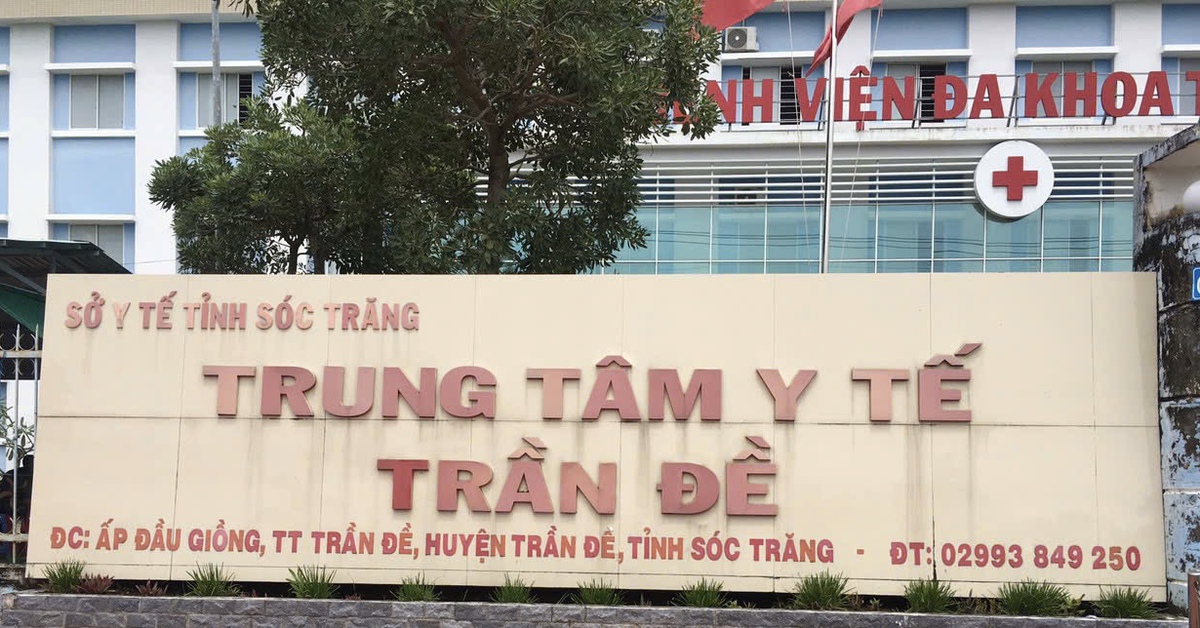 VIỆN ĐA KHOA
SỞ Y TẾ TỈNH SÓC TRĂNG
TRUNG TÂM Y TẾ
TRẦN ĐỀ
ĐC: ẤP ĐẦU GIỒNG, TT TRẦN ĐỀ, HUYỆN TRẦN ĐỀ, TỈNH SÓC TRĂNG - ĐT: 02993 849 250